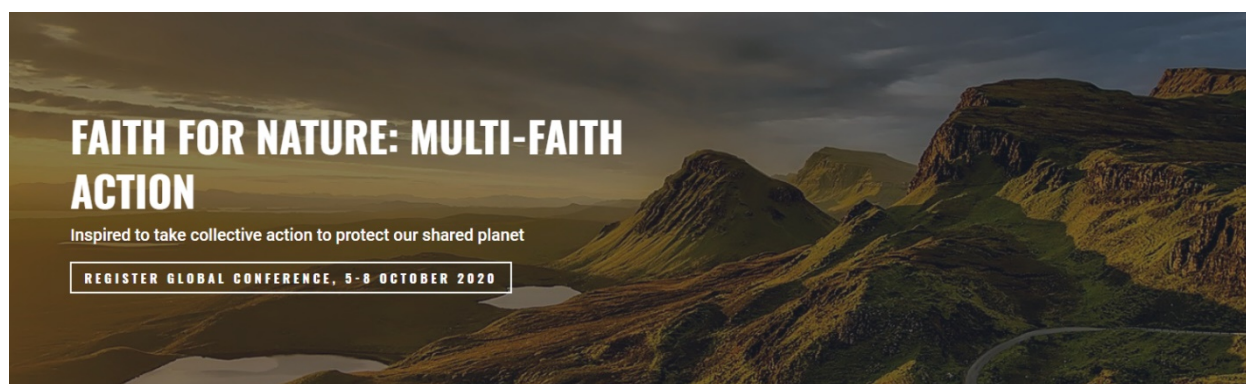 FAITH FOR NATURE: MULTI-FAITH
ACTION
Inspired to take collective action to protect our shared planet
REGISTER GLOBAL CONFERENCE, 5-8 OCTOBER 2020